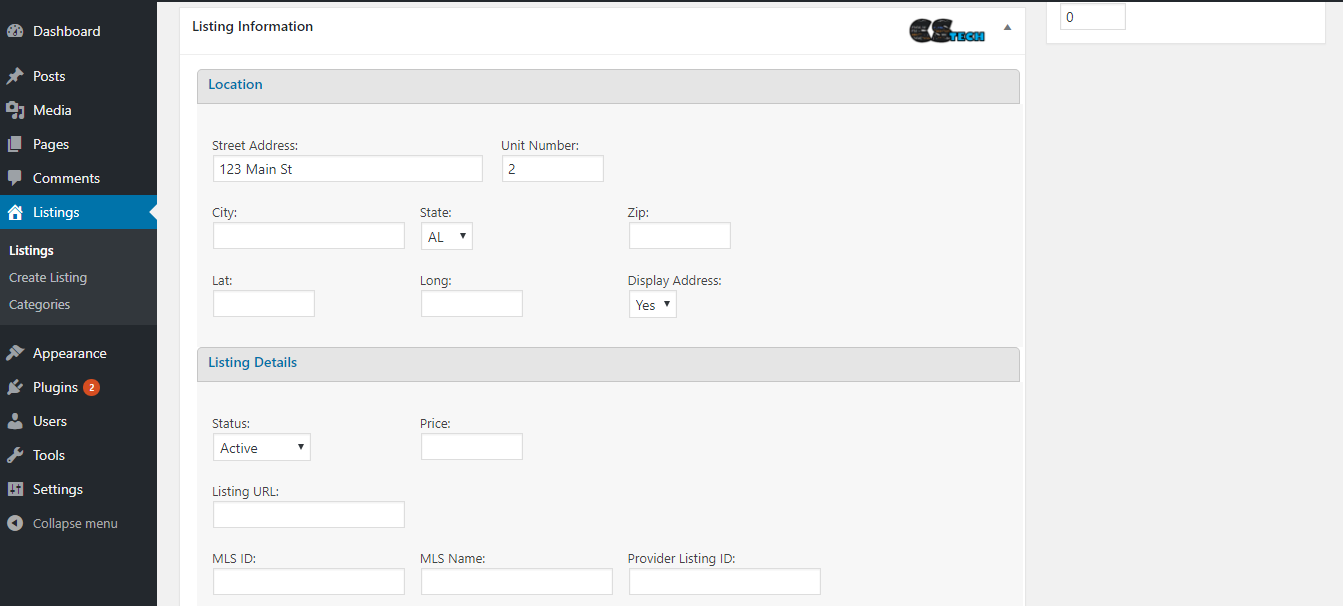 Dashboard
Posts
Media
Pages
Comments
Listings
Listings
Create Listing
Categories
Appearance
Plugins 2
Users
Tools
Settings
Collapse menu
Listing Information
CSTECH
Location
Street Address: Unit Number:
123 Main St 2
City: State: Zip:
AL
Lat: Long: Display Address:
Yes
Listing Details
Status: Price:
Active
Listing URL:
MLS ID: MLS Name: Provider Listing ID:
0